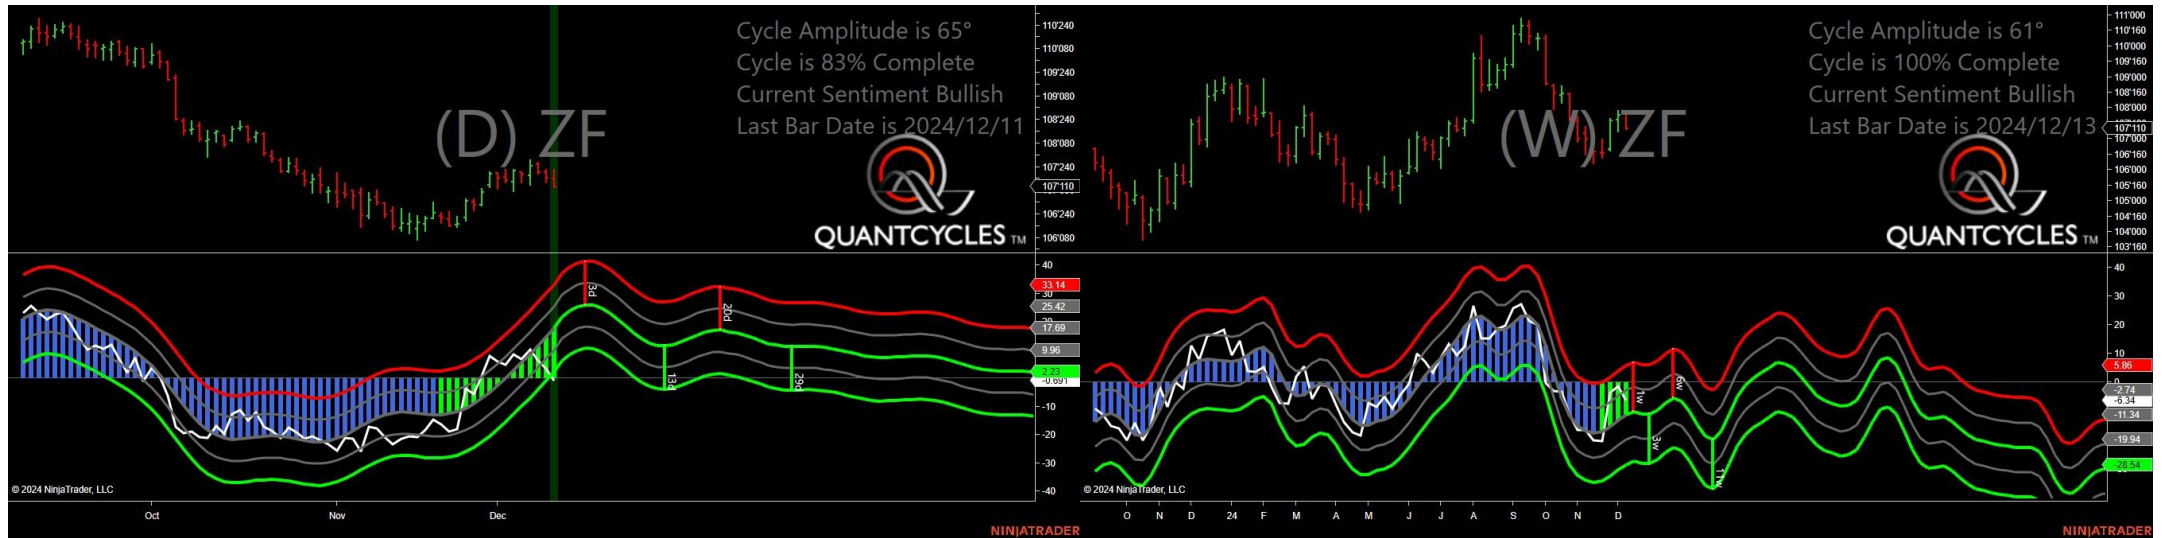 Cycle Amplitude is 65°
Cycle is 83% Complete
Current Sentiment Bullish
Last Bar Date is 2024/12/11
(D) ZF
QUANTCYCLES TM
110'240
110'080
109'240
109'080
108'240
108'080
107'240
107'110
106'240
106'080
40
33.14
30
25.42
17.69
9.96
2.23
-0.691
-10
-20
-30
-40
3d
13d
20d
29d
© 2024 NinjaTrader, LLC
Oct
Nov
Dec
NINJATRADER
Cycle Amplitude is 61°
Cycle is 100% Complete
Current Sentiment Bullish
Last Bar Date is 2024/12/13
(W) ZF
QUANTCYCLES TM
111'000
110'160
110'000
109'160
109'000
108'160
108'000
107'110
107'000
106'160
106'000
105'160
105'000
104'160
104'000
103'160
40
30
20
10
5.86
-2.74
-6.34
-11.34
-19.94
-28.54
1w
3w
6w
11w
© 2024 NinjaTrader, LLC
O
N
D
24
F
M
A
M
J
J
A
S
O
N
D
NINJATRADER